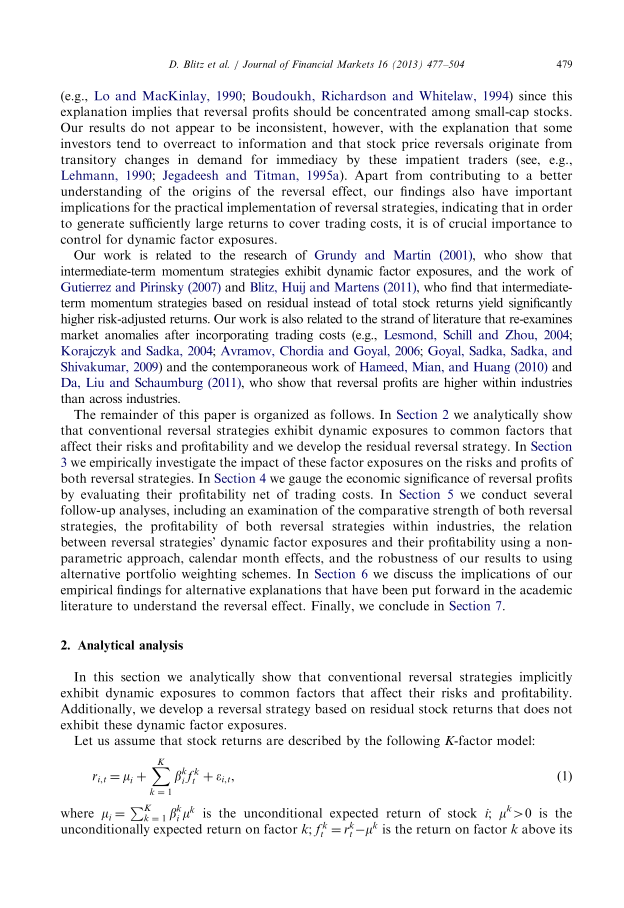 D. Blitz et al. / Journal of Financial Markets 16 (2013) 477–504 479
(e.g., Lo and MacKinlay, 1990; Boudoukh, Richardson and Whitelaw, 1994) since this
explanation implies that reversal profits should be concentrated among small-cap stocks.
Our results do not appear to be inconsistent, however, with the explanation that some
investors tend to overreact to information and that stock price reversals originate from
transitory changes in demand for immediacy by these impatient traders (see, e.g.,
Lehmann, 1990; Jegadeesh and Titman, 1995a). Apart from contributing to a better
understanding of the origins of the reversal effect, our findings also have important
implications for the practical implementation of reversal strategies, indicating that in order
to generate sufficiently large returns to cover trading costs, it is of crucial importance to
control for dynamic factor exposures.
Our work is related to the research of Grundy and Martin (2001), who show that
intermediate-term momentum strategies exhibit dynamic factor exposures, and the work of
Gutierrez and Pirinsky (2007) and Blitz, Huij and Martens (2011), who find that intermediate-
term momentum strategies based on residual instead of total stock returns yield significantly
higher risk-adjusted returns. Our work is also related to the strand of literature that re-examines
market anomalies after incorporating trading costs (e.g., Lesmond, Schill and Zhou, 2004;
Korajczyk and Sadka, 2004; Avramov, Chordia and Goyal, 2006; Goyal, Sadka, Sadka, and
Shivakumar, 2009) and the contemporaneous work of Hameed, Mian, and Huang (2010) and
Da, Liu and Schaumburg (2011), who show that reversal profits are higher within industries
than across industries.
The remainder of this paper is organized as follows. In Section 2 we analytically show
that conventional reversal strategies exhibit dynamic exposures to common factors that
affect their risks and profitability and we develop the residual reversal strategy. In Section
3 we empirically investigate the impact of these factor exposures on the risks and profits of
both reversal strategies. In Section 4 we gauge the economic significance of reversal profits
by evaluating their profitability net of trading costs. In Section 5 we conduct several
follow-up analyses, including an examination of the comparative strength of both reversal
strategies, the profitability of both reversal strategies within industries, the relation
between reversal strategies' dynamic factor exposures and their profitability using a non-
parametric approach, calendar month effects, and the robustness of our results to using
alternative portfolio weighting schemes. In Section 6 we discuss the implications of our
empirical findings for alternative explanations that have been put forward in the academic
literature to understand the reversal effect. Finally, we conclude in Section 7.
2. Analytical analysis
In this section we analytically show that conventional reversal strategies implicitly
exhibit dynamic exposures to common factors that affect their risks and profitability.
Additionally, we develop a reversal strategy based on residual stock returns that does not
exhibit these dynamic factor exposures.
Let us assume that stock returns are described by the following K-factor model:
r_{i,t} = μ_i + ∑_{k=1}^{K} β_i^k f_t^k + ε_{i,t}, (1)
where μ_i = ∑_{k=1}^{K} β_i^k μ^k is the unconditional expected return of stock i; μ^k > 0 is the
unconditionally expected return on factor k; f_t^k = r_t^k − μ^k is the return on factor k above its